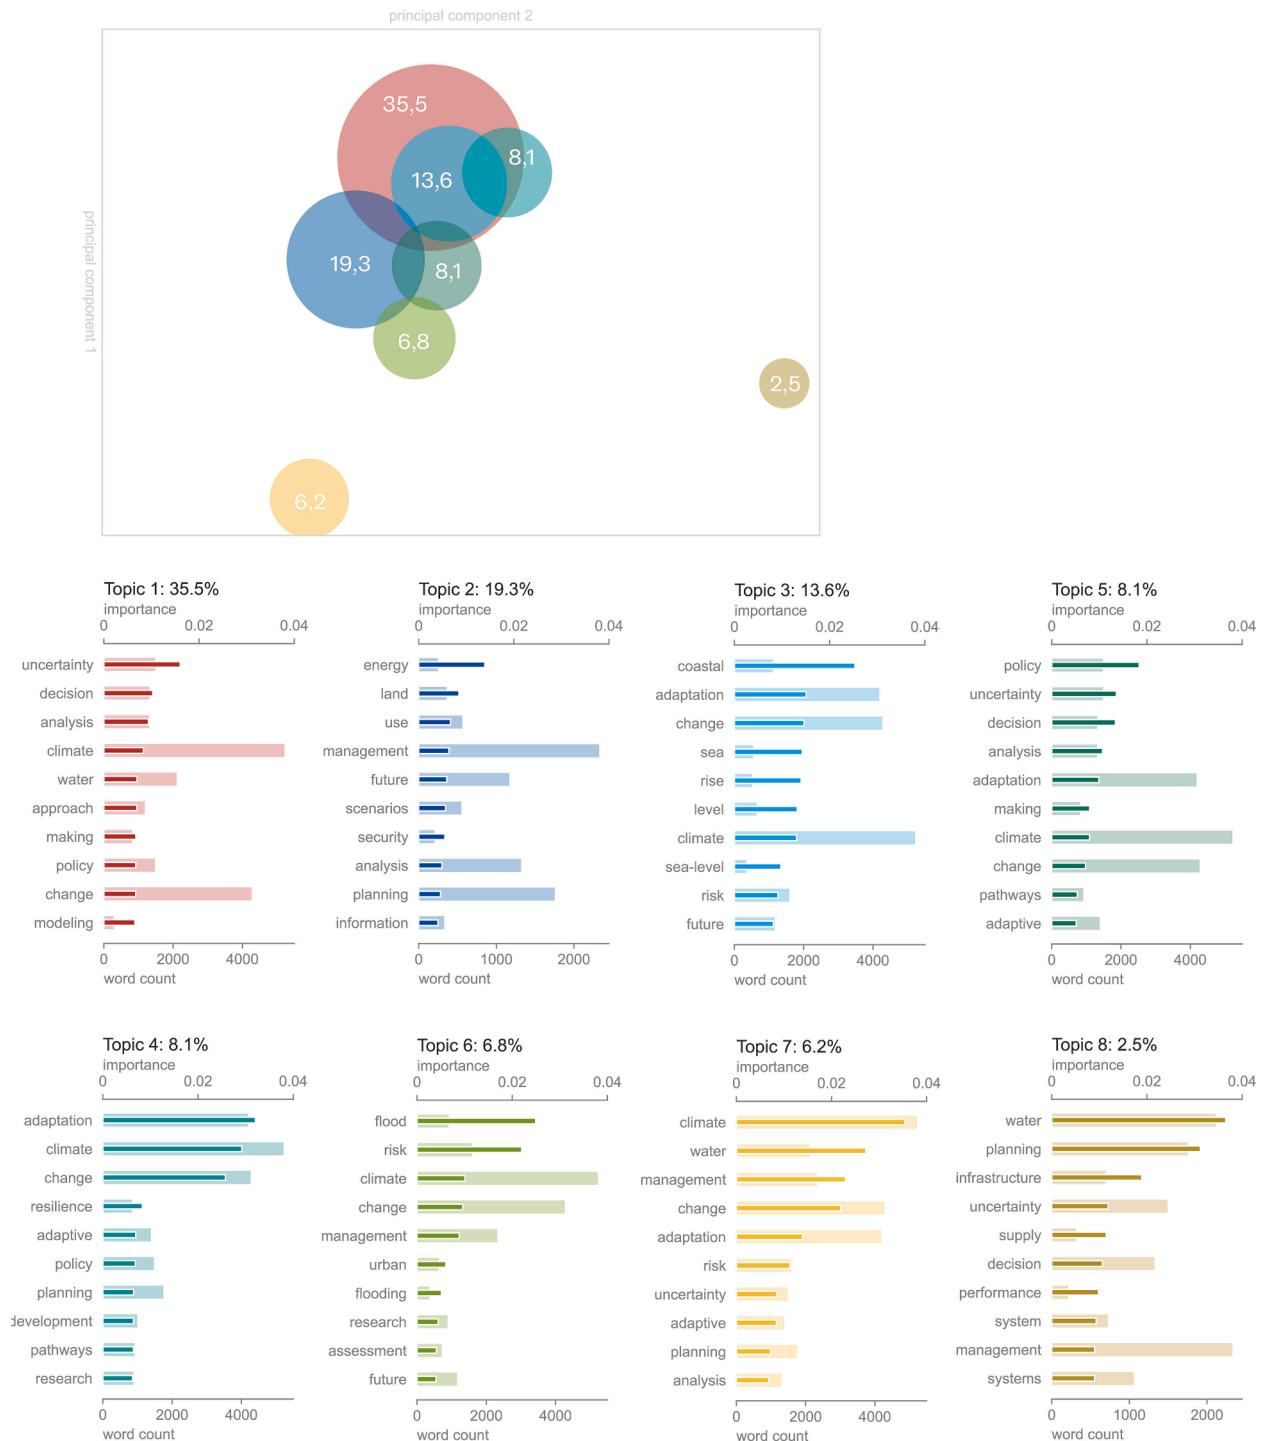 principal component 2
principal component 1
35,5
13,6
8,1
19,3
8,1
6,8
2,5
6,2
Topic 1: 35.5%
importance
0 0.02 0.04
uncertainty
decision
analysis
climate
water
approach
making
policy
change
modeling
0 2000 4000
word count
Topic 2: 19.3%
importance
0 0.02 0.04
energy
land
use
management
future
scenarios
security
analysis
planning
information
0 1000 2000
word count
Topic 3: 13.6%
importance
0 0.02 0.04
coastal
adaptation
change
sea
rise
level
climate
sea-level
risk
future
0 2000 4000
word count
Topic 5: 8.1%
importance
0 0.02 0.04
policy
uncertainty
decision
analysis
adaptation
making
climate
change
pathways
adaptive
0 2000 4000
word count
Topic 4: 8.1%
importance
0 0.02 0.04
adaptation
climate
change
resilience
adaptive
policy
planning
development
pathways
research
0 2000 4000
word count
Topic 6: 6.8%
importance
0 0.02 0.04
flood
risk
climate
change
management
urban
flooding
research
assessment
future
0 2000 4000
word count
Topic 7: 6.2%
importance
0 0.02 0.04
climate
water
management
change
adaptation
risk
uncertainty
adaptive
planning
analysis
0 2000 4000
word count
Topic 8: 2.5%
importance
0 0.02 0.04
water
planning
infrastructure
uncertainty
supply
decision
performance
system
management
systems
0 1000 2000
word count